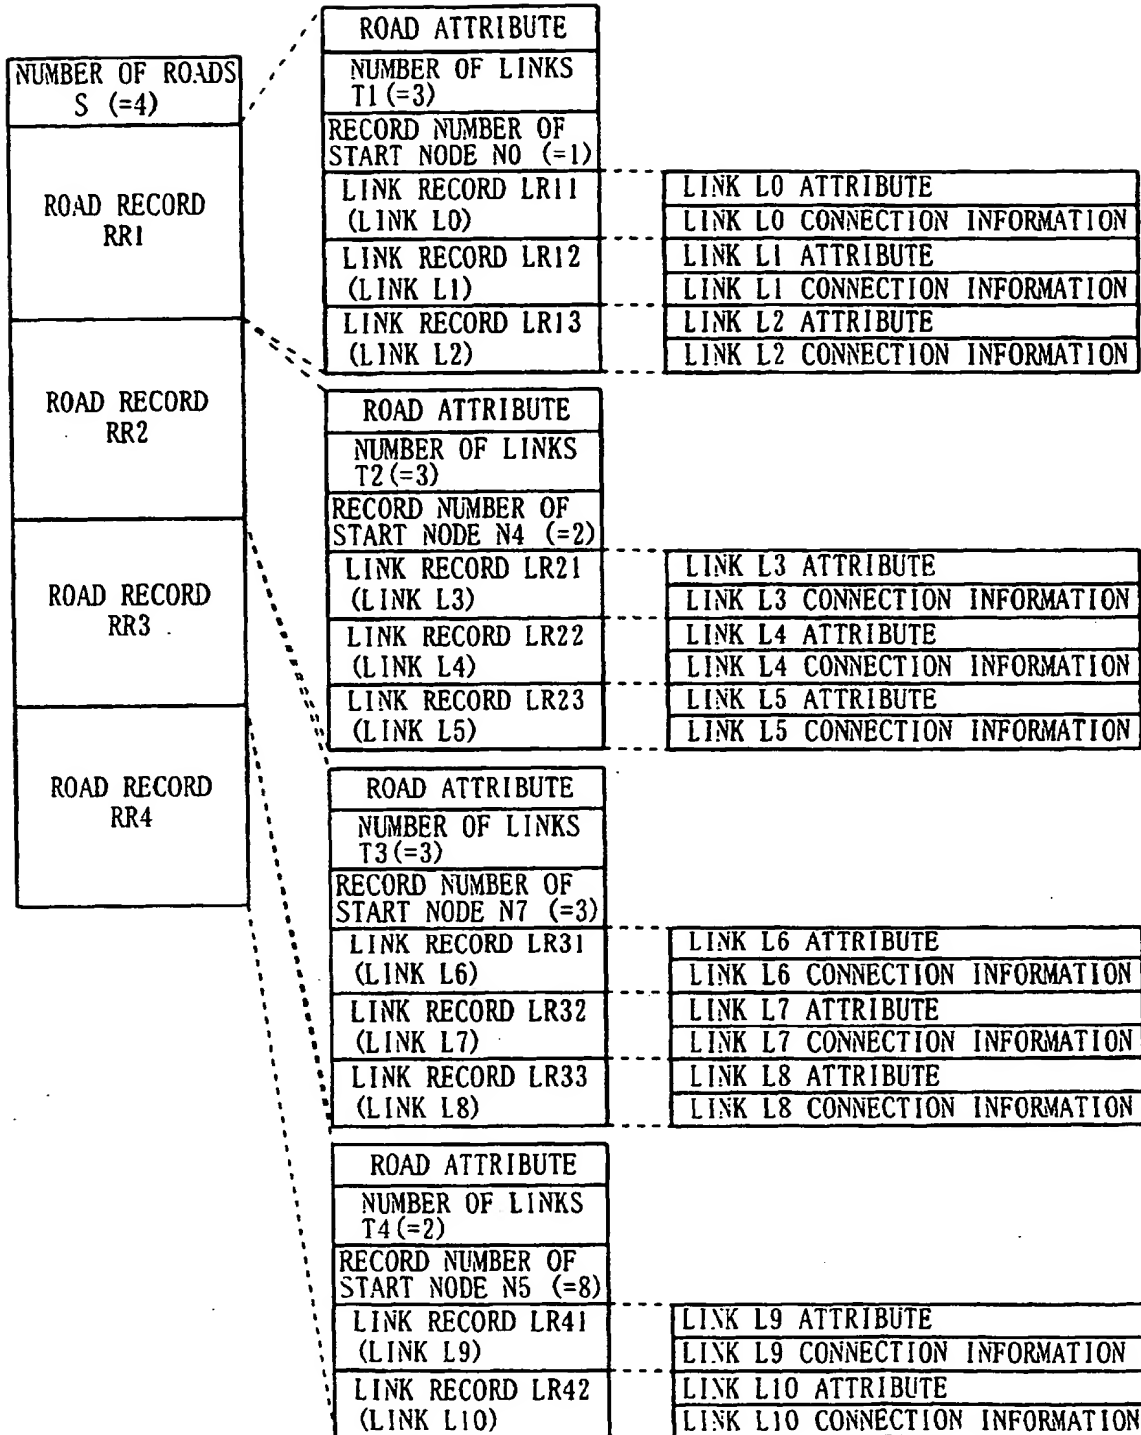 NUMBER OF ROADS
S (=4)
ROAD RECORD
RR1
ROAD RECORD
RR2
ROAD RECORD
RR3
ROAD RECORD
RR4
ROAD ATTRIBUTE
NUMBER OF LINKS
T1(=3)
RECORD NUMBER OF
START NODE N0 (=1)
LINK RECORD LR11
(LINK L0)
LINK RECORD LR12
(LINK L1)
LINK RECORD LR13
(LINK L2)
LINK L0 ATTRIBUTE
LINK L0 CONNECTION INFORMATION
LINK L1 ATTRIBUTE
LINK L1 CONNECTION INFORMATION
LINK L2 ATTRIBUTE
LINK L2 CONNECTION INFORMATION
ROAD ATTRIBUTE
NUMBER OF LINKS
T2(=3)
RECORD NUMBER OF
START NODE N4 (=2)
LINK RECORD LR21
(LINK L3)
LINK RECORD LR22
(LINK L4)
LINK RECORD LR23
(LINK L5)
LINK L3 ATTRIBUTE
LINK L3 CONNECTION INFORMATION
LINK L4 ATTRIBUTE
LINK L4 CONNECTION INFORMATION
LINK L5 ATTRIBUTE
LINK L5 CONNECTION INFORMATION
ROAD ATTRIBUTE
NUMBER OF LINKS
T3(=3)
RECORD NUMBER OF
START NODE N7 (=3)
LINK RECORD LR31
(LINK L6)
LINK RECORD LR32
(LINK L7)
LINK RECORD LR33
(LINK L8)
LINK L6 ATTRIBUTE
LINK L6 CONNECTION INFORMATION
LINK L7 ATTRIBUTE
LINK L7 CONNECTION INFORMATION
LINK L8 ATTRIBUTE
LINK L8 CONNECTION INFORMATION
ROAD ATTRIBUTE
NUMBER OF LINKS
T4(=2)
RECORD NUMBER OF
START NODE N5 (=8)
LINK RECORD LR41
(LINK L9)
LINK RECORD LR42
(LINK L10)
LINK L9 ATTRIBUTE
LINK L9 CONNECTION INFORMATION
LINK L10 ATTRIBUTE
LINK L10 CONNECTION INFORMATION